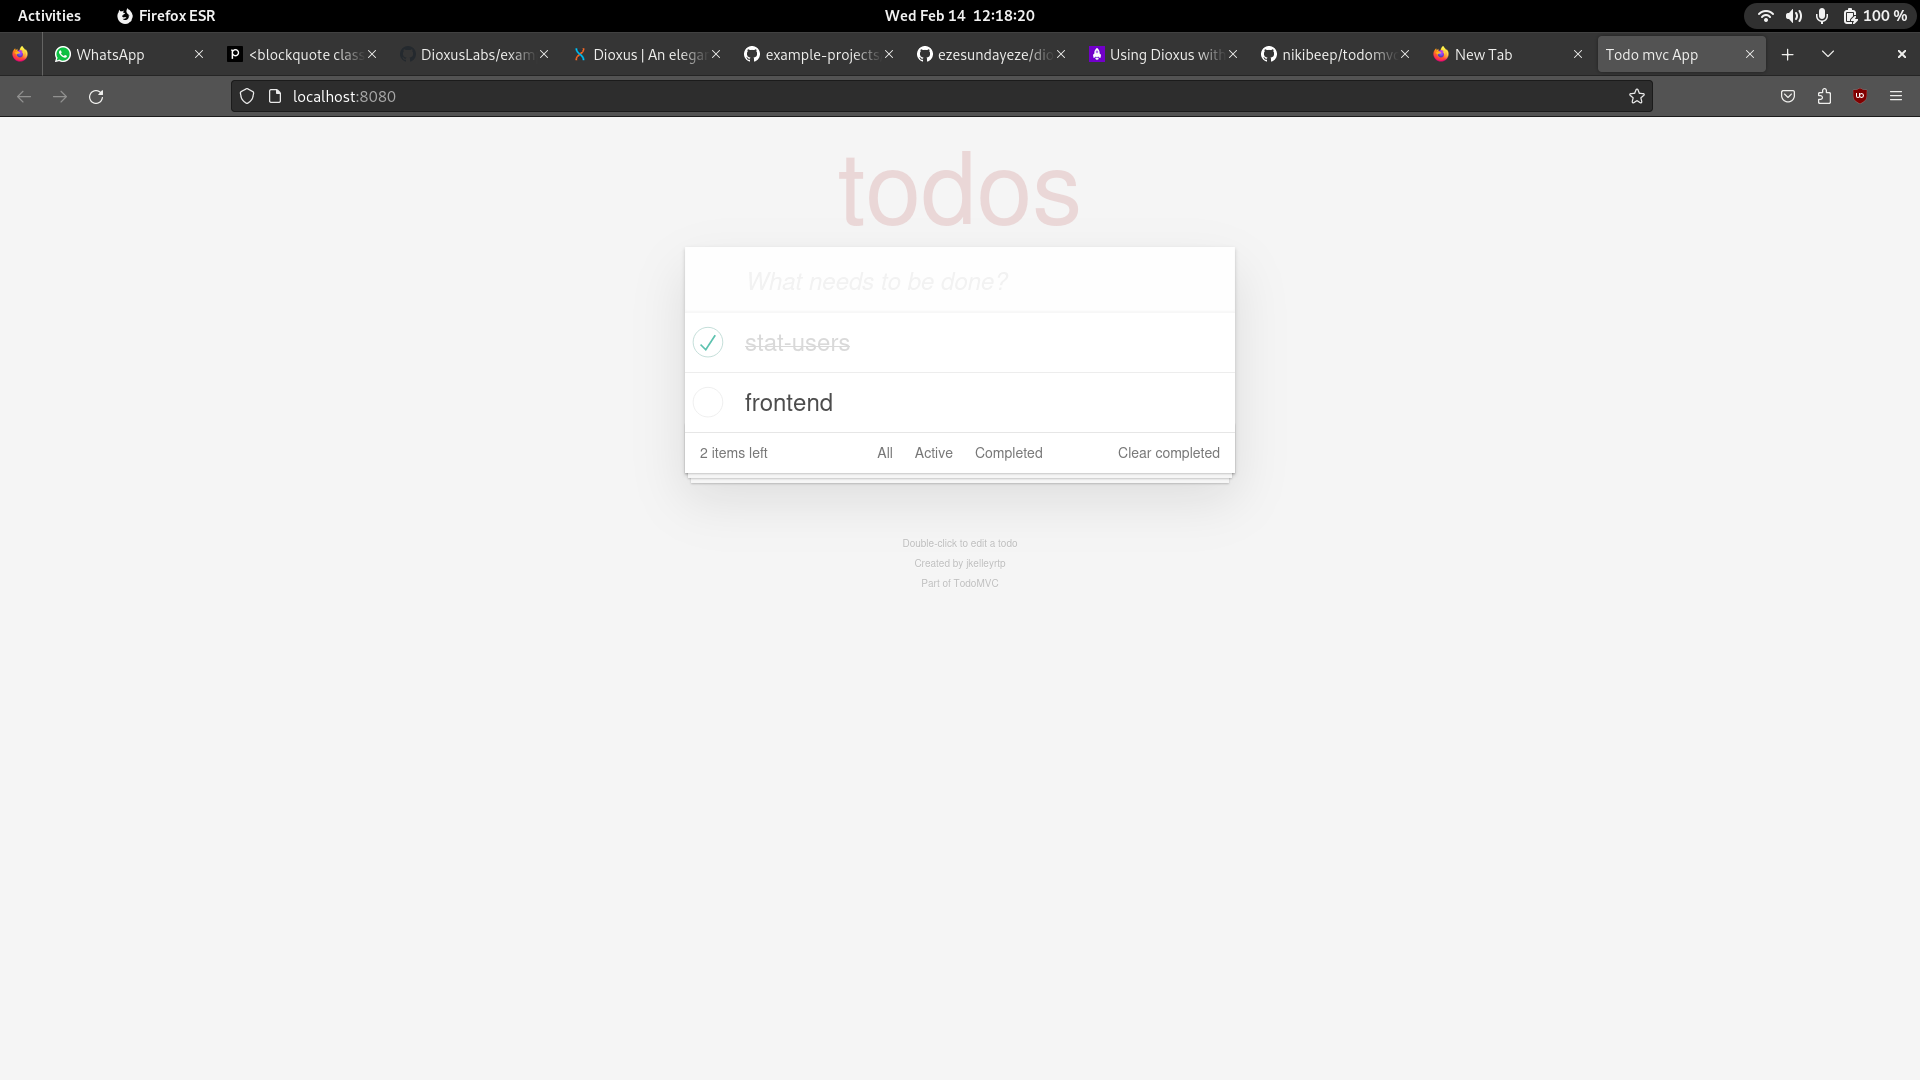 Activities Firefox ESR Wed Feb 14 12:18:20 100 %
WhatsApp <blockquote clas DioxusLabs/exam Dioxus | An elega example-projects ezesundayeze/dio Using Dioxus with nikibeep/todomv New Tab Todo mvc App
localhost:8080
todos
What needs to be done?
stat-users
frontend
2 items left All Active Completed Clear completed
Double-click to edit a todo
Created by jkelleyrtp
Part of TodoMVC